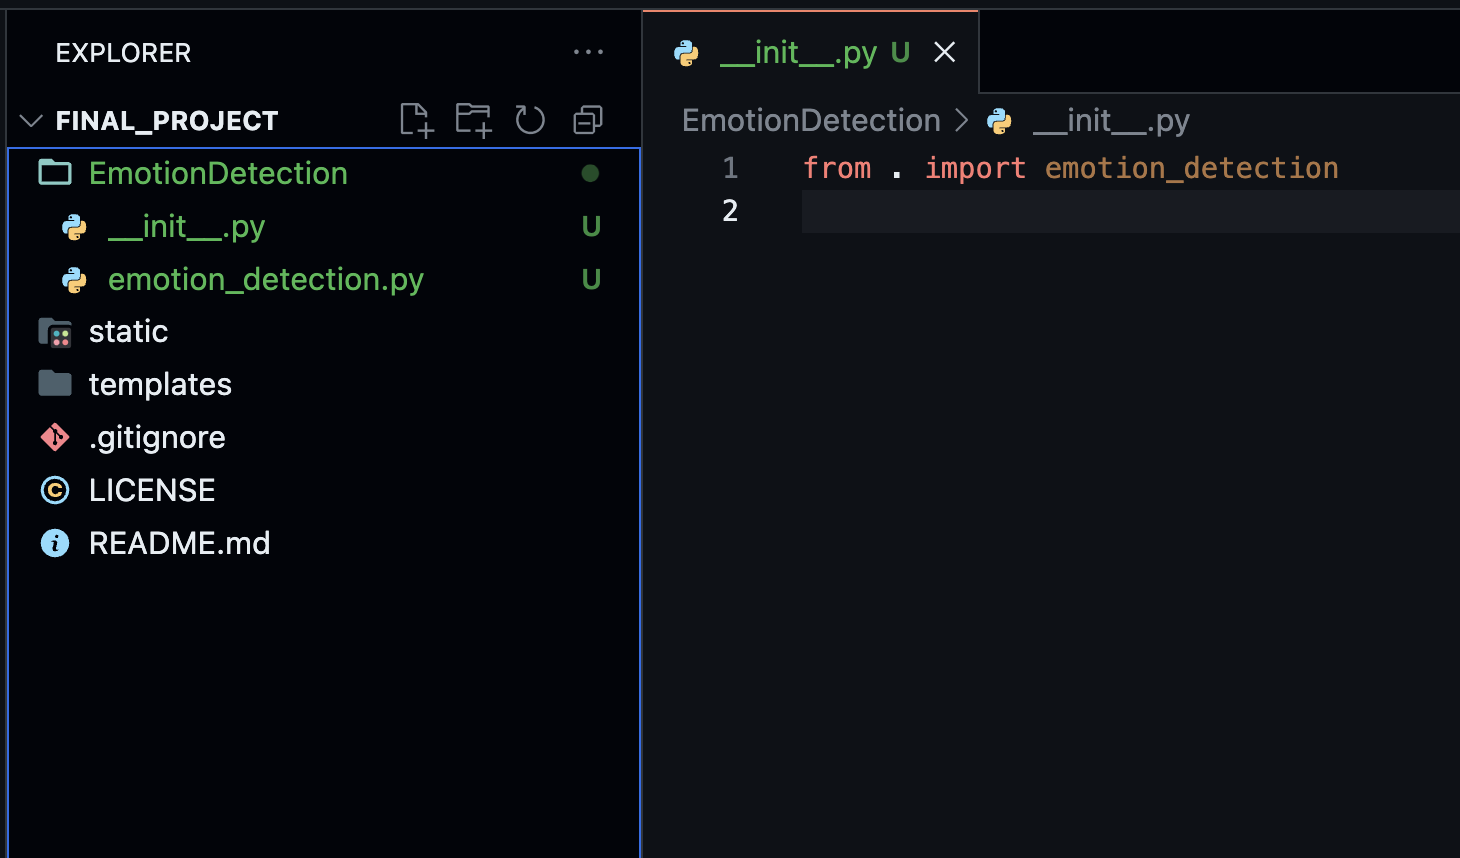 EXPLORER
FINAL_PROJECT
EmotionDetection
__init__.py U
emotion_detection.py U
static
templates
.gitignore
LICENSE
README.md
__init__.py U
EmotionDetection > __init__.py
1 from . import emotion_detection
2